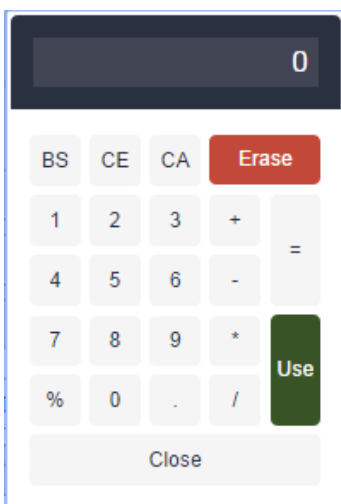 0
BS CE CA Erase
1 2 3 +
=
4 5 6 -
7 8 9 *
Use
% 0 . /
Close